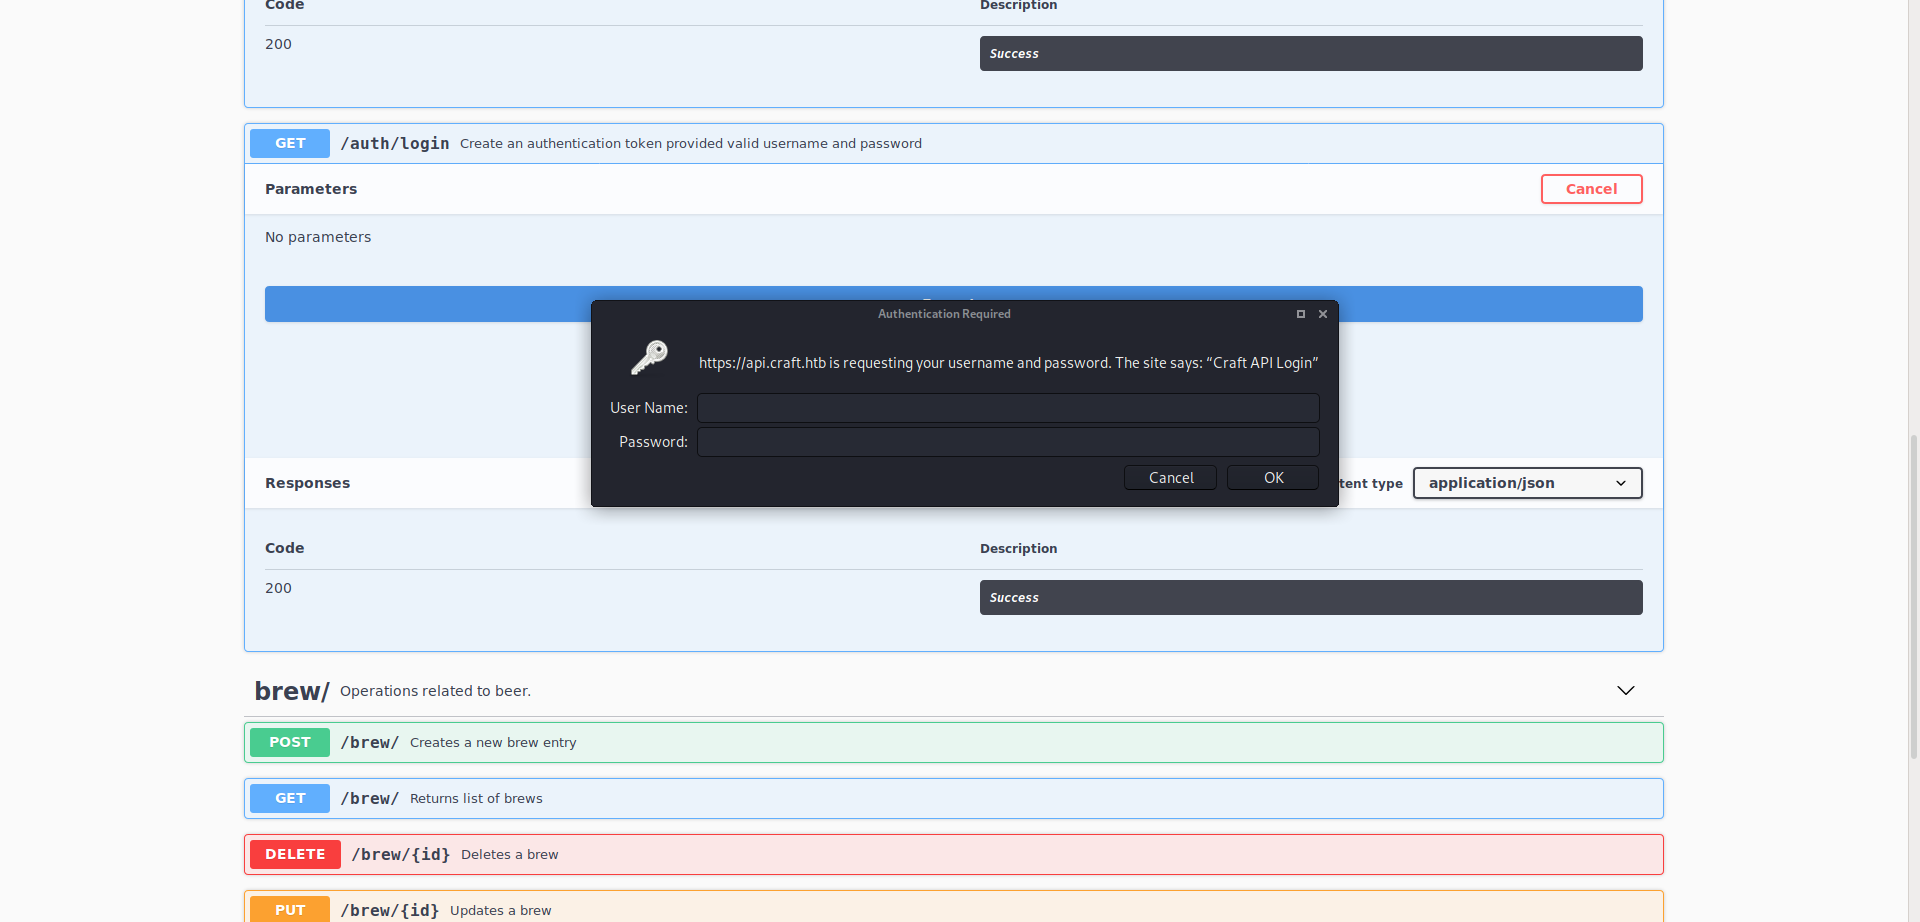 Code Description
200 Success
GET /auth/login Create an authentication token provided valid username and password
Parameters Cancel
No parameters
Authentication Required
https://api.craft.htb is requesting your username and password. The site says: “Craft API Login”
User Name:
Password:
Cancel OK
Responses tent type application/json
Code Description
200 Success
brew/ Operations related to beer.
POST /brew/ Creates a new brew entry
GET /brew/ Returns list of brews
DELETE /brew/{id} Deletes a brew
PUT /brew/{id} Updates a brew